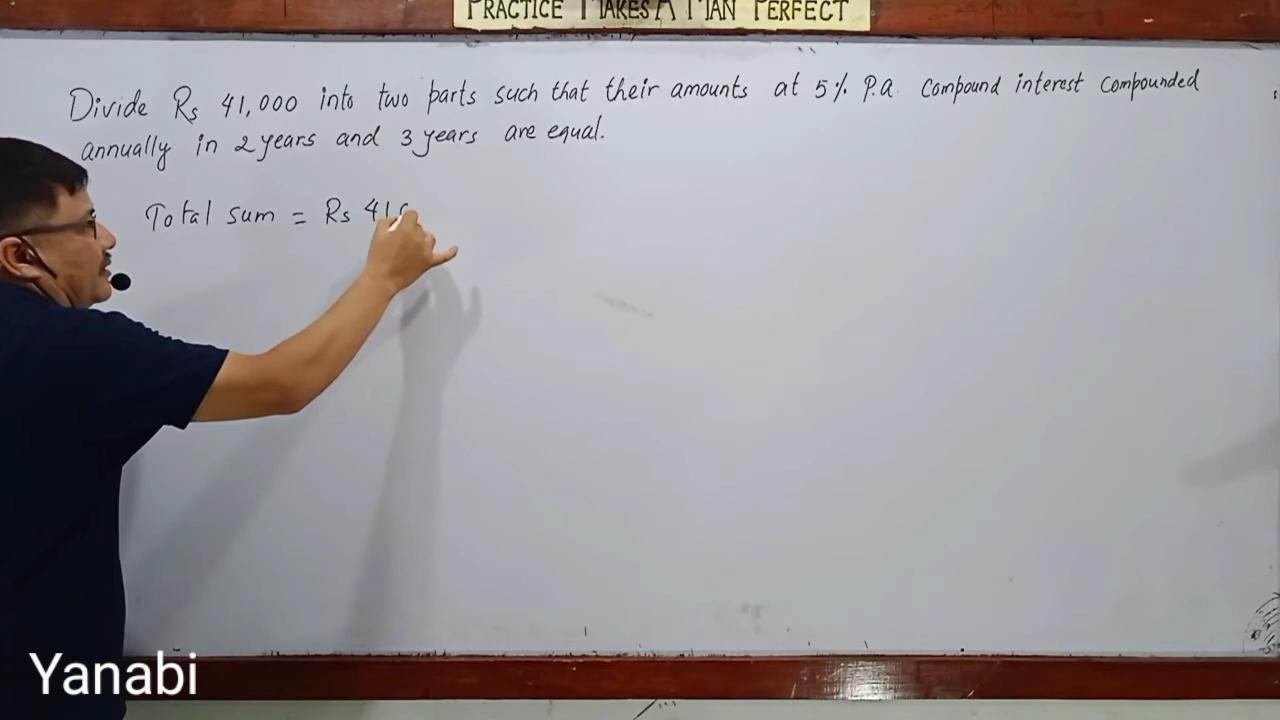 PRACTICE MAKES A MAN PERFECT
Divide Rs 41,000 into two parts such that their amounts at 5% P.a. Compound interest Compounded
annually in 2 years and 3 years are equal.
Total sum = Rs 410
Yanabi